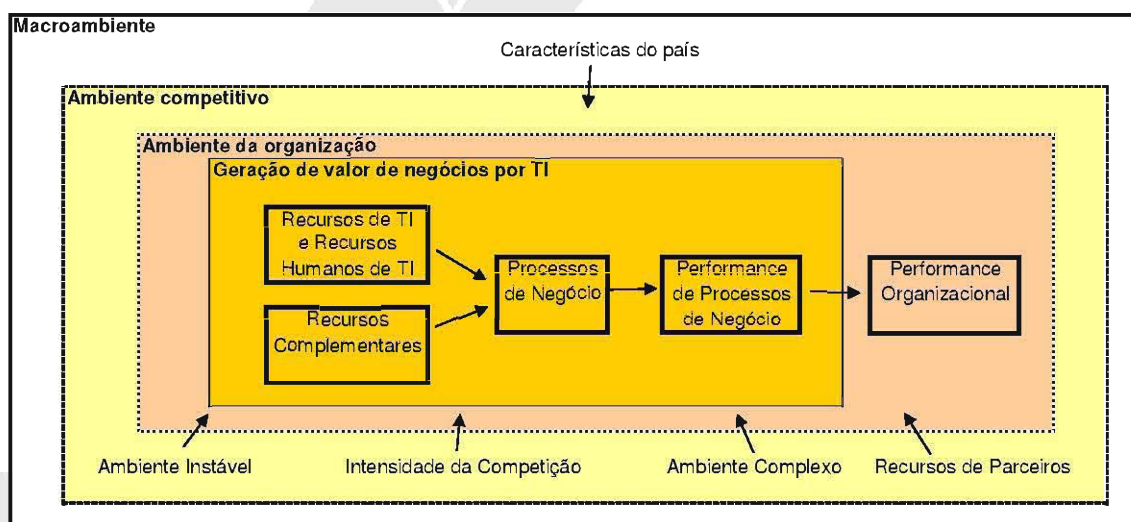 Macroambiente
Características do país
Ambiente competitivo
Ambiente da organização
Geração de valor de negócios por TI
Recursos de TI
e Recursos
Humanos de TI
Recursos
Complementares
Processos
de Negócio
Performance
de Processos
de Negócio
Performance
Organizacional
Ambiente Instável
Intensidade da Competição
Ambiente Complexo
Recursos de Parceiros